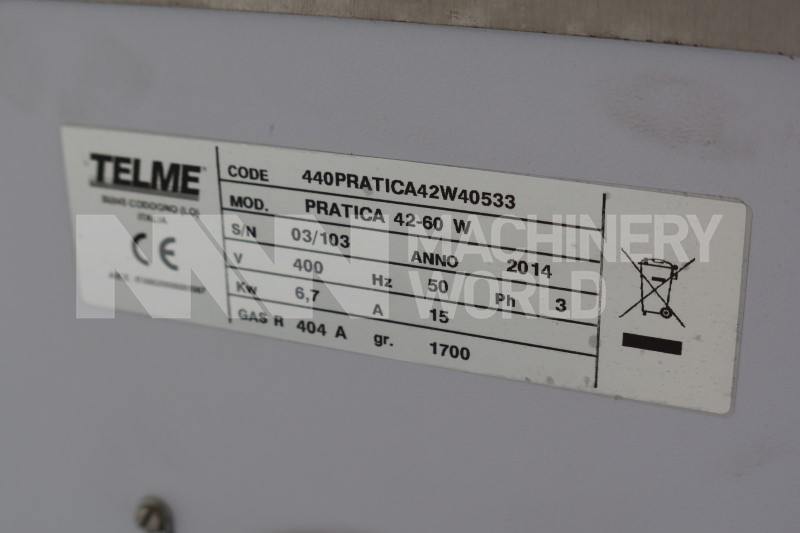 TELME
26845 CODOGNO (LO)
ITALIA
CE
CODE 440PRATICA42W40533
MOD. PRATICA 42-60 W
S/N 03/103 ANNO 2014
V 400 Hz 50 Ph 3
Kw 6,7 A 15
GAS R 404 A gr. 1700
MACHINERY
WORLD